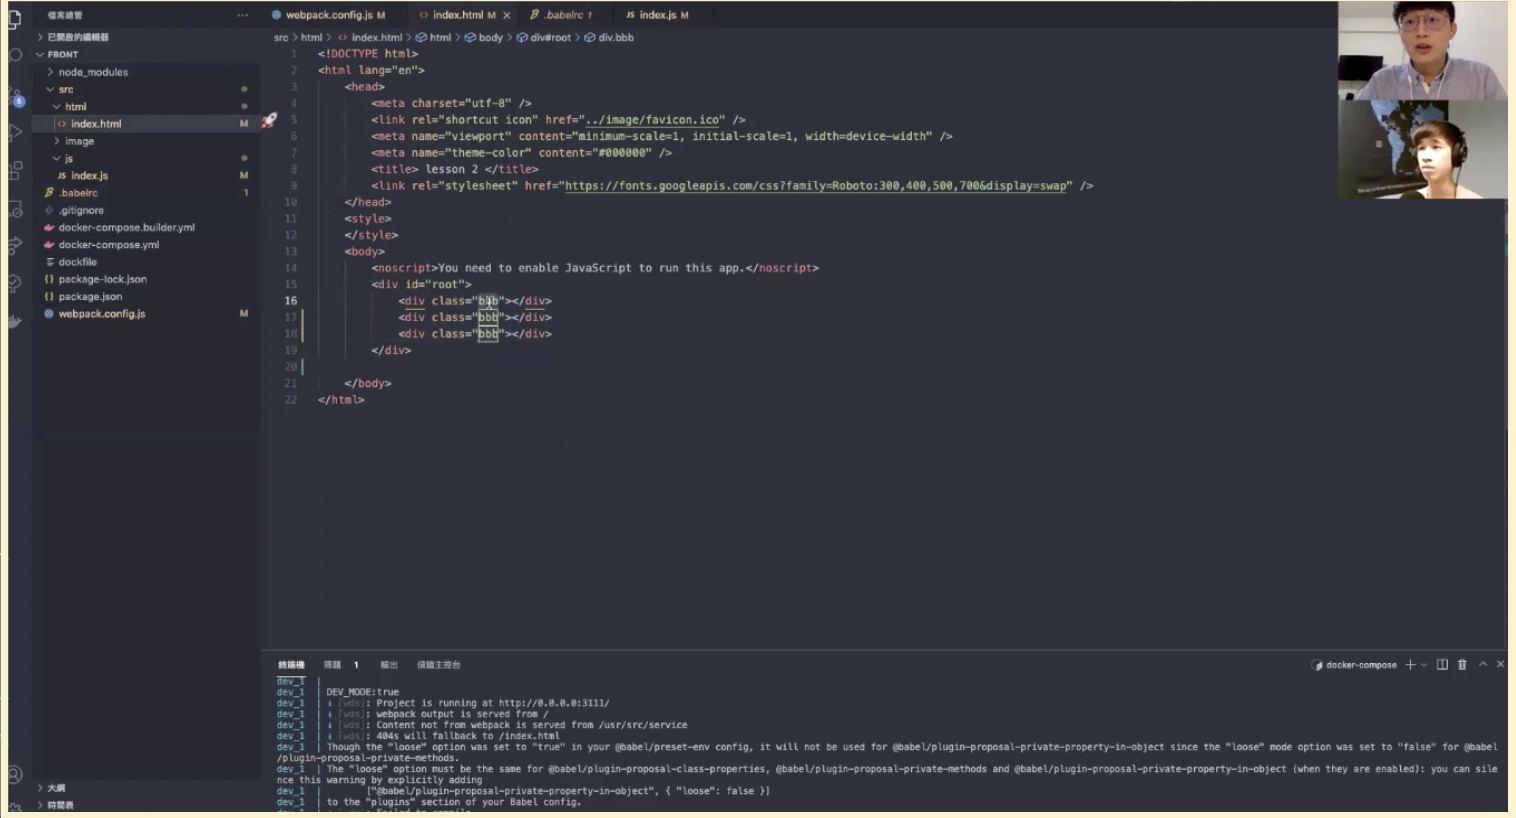 檔案總管
···
webpack.config.js M
index.html M
.babelrc 1
index.js M
已開啟的編輯器
FRONT
node_modules
src
html
index.html M
image
js
index.js M
.babelrc 1
.gitignore
docker-compose.builder.yml
docker-compose.yml
dockfile
package-lock.json
package.json
webpack.config.js M
大綱
時間表
8
src > html > index.html > html > body > div#root > div.bbb
1 <!DOCTYPE html>
2 <html lang="en">
3 <head>
4 <meta charset="utf-8" />
5 <link rel="shortcut icon" href="../image/favicon.ico" />
6 <meta name="viewport" content="minimum-scale=1, initial-scale=1, width=device-width" />
7 <meta name="theme-color" content="#000000" />
8 <title> lesson 2 </title>
9 <link rel="stylesheet" href="https://fonts.googleapis.com/css?family=Roboto:300,400,500,700&display=swap" />
10 </head>
11 <style>
12 </style>
13 <body>
14 <noscript>You need to enable JavaScript to run this app.</noscript>
15 <div id="root">
16 <div class="bbb"></div>
17 <div class="bbb"></div>
18 <div class="bbb"></div>
19 </div>
20
21 </body>
22 </html>
終端機 問題 1 輸出 偵錯主控台
docker-compose
dev_1 |
dev_1 | DEV_MODE:true
dev_1 | ℹ ｢wds｣: Project is running at http://0.0.0.0:3111/
dev_1 | ℹ ｢wds｣: webpack output is served from /
dev_1 | ℹ ｢wds｣: Content not from webpack is served from /usr/src/service
dev_1 | ℹ ｢wds｣: 404s will fallback to /index.html
dev_1 | Though the "loose" option was set to "true" in your @babel/preset-env config, it will not be used for @babel/plugin-proposal-private-property-in-object since the "loose" mode option was set to "false" for @babel
/plugin-proposal-private-methods.
dev_1 | The "loose" option must be the same for @babel/plugin-proposal-class-properties, @babel/plugin-proposal-private-methods and @babel/plugin-proposal-private-property-in-object (when they are enabled): you can sile
nce this warning by explicitly adding
dev_1 | ["@babel/plugin-proposal-private-property-in-object", { "loose": false }]
dev_1 | to the "plugins" section of your Babel config.